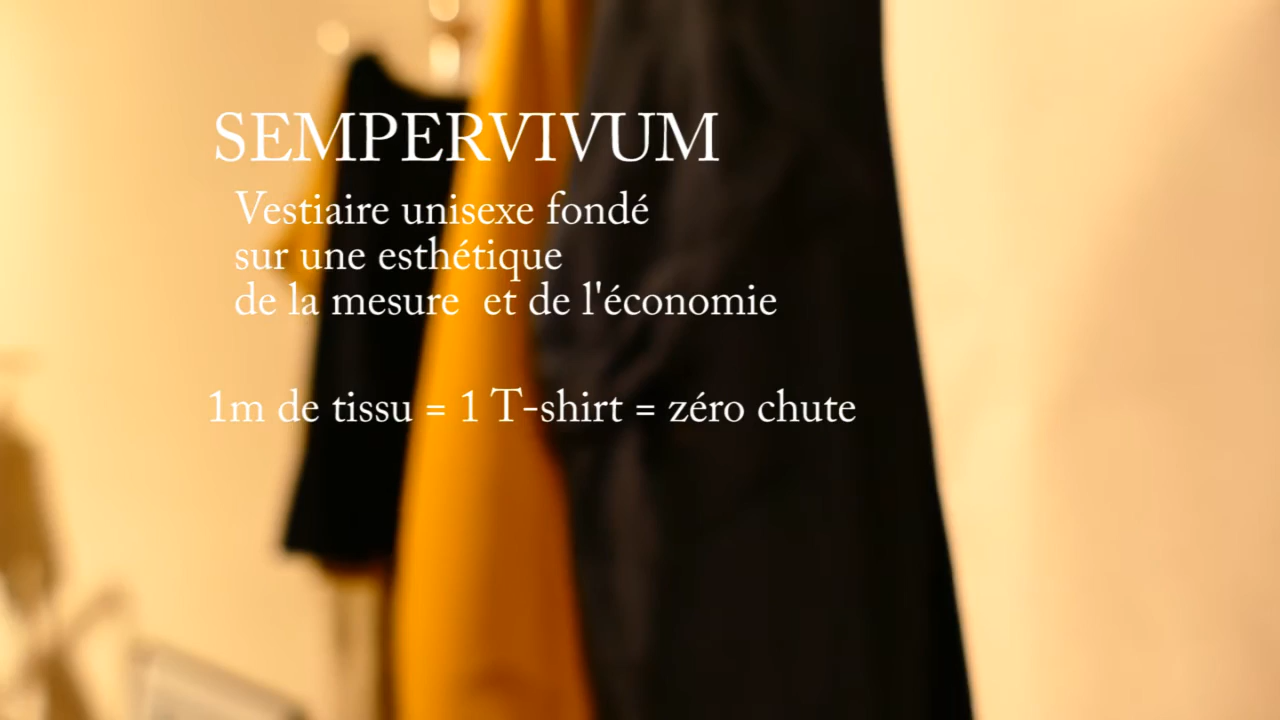 SEMPERVIVUM
Vestiaire unisexe fondé
sur une esthétique
de la mesure  et de l'économie
1m de tissu = 1 T-shirt = zéro chute